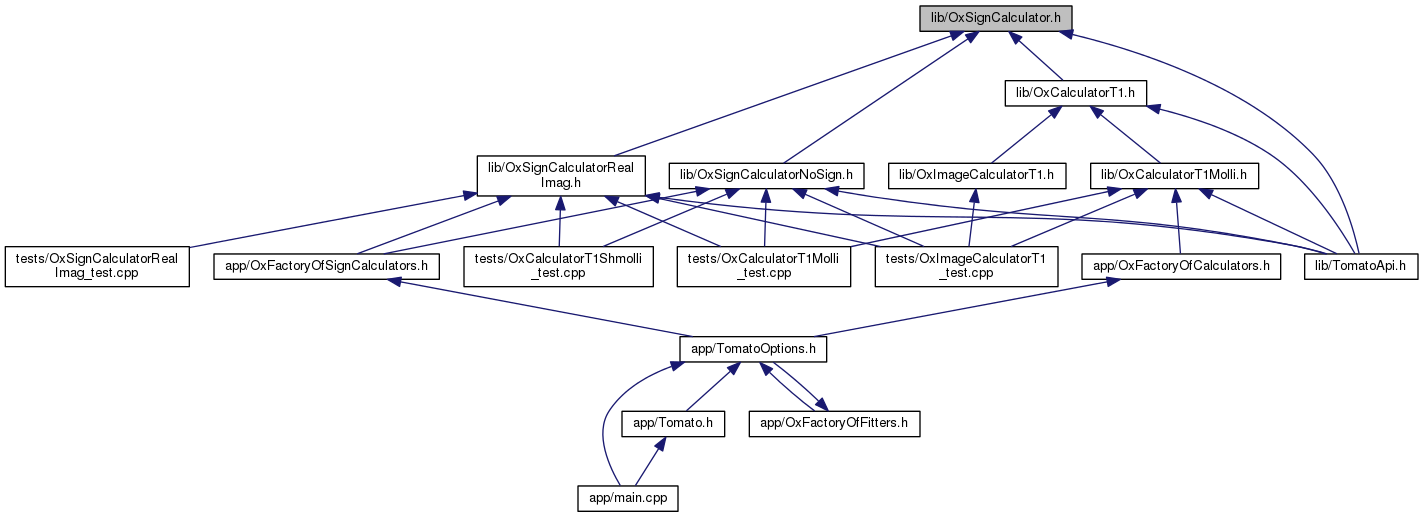 lib/OxSignCalculator.h
lib/OxCalculatorT1.h
lib/OxSignCalculatorReal
Imag.h
lib/OxSignCalculatorNoSign.h
lib/OxImageCalculatorT1.h
lib/OxCalculatorT1Molli.h
tests/OxSignCalculatorReal
Imag_test.cpp
app/OxFactoryOfSignCalculators.h
tests/OxCalculatorT1Shmolli
_test.cpp
tests/OxCalculatorT1Molli
_test.cpp
tests/OxImageCalculatorT1
_test.cpp
app/OxFactoryOfCalculators.h
lib/TomatoApi.h
app/TomatoOptions.h
app/Tomato.h
app/OxFactoryOfFitters.h
app/main.cpp